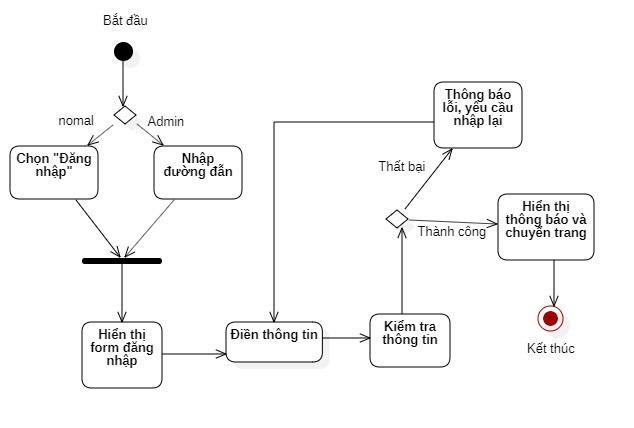 Bắt đầu
nomal
Admin
Chọn "Đăng
nhập"
Nhập
đường đẫn
Hiển thị
form đăng
nhập
Điền thông tin
Kiểm tra
thông tin
Thông báo
lỗi, yêu cầu
nhập lại
Thất bại
Thành công
Hiển thị
thông báo và
chuyển trang
Kết thúc